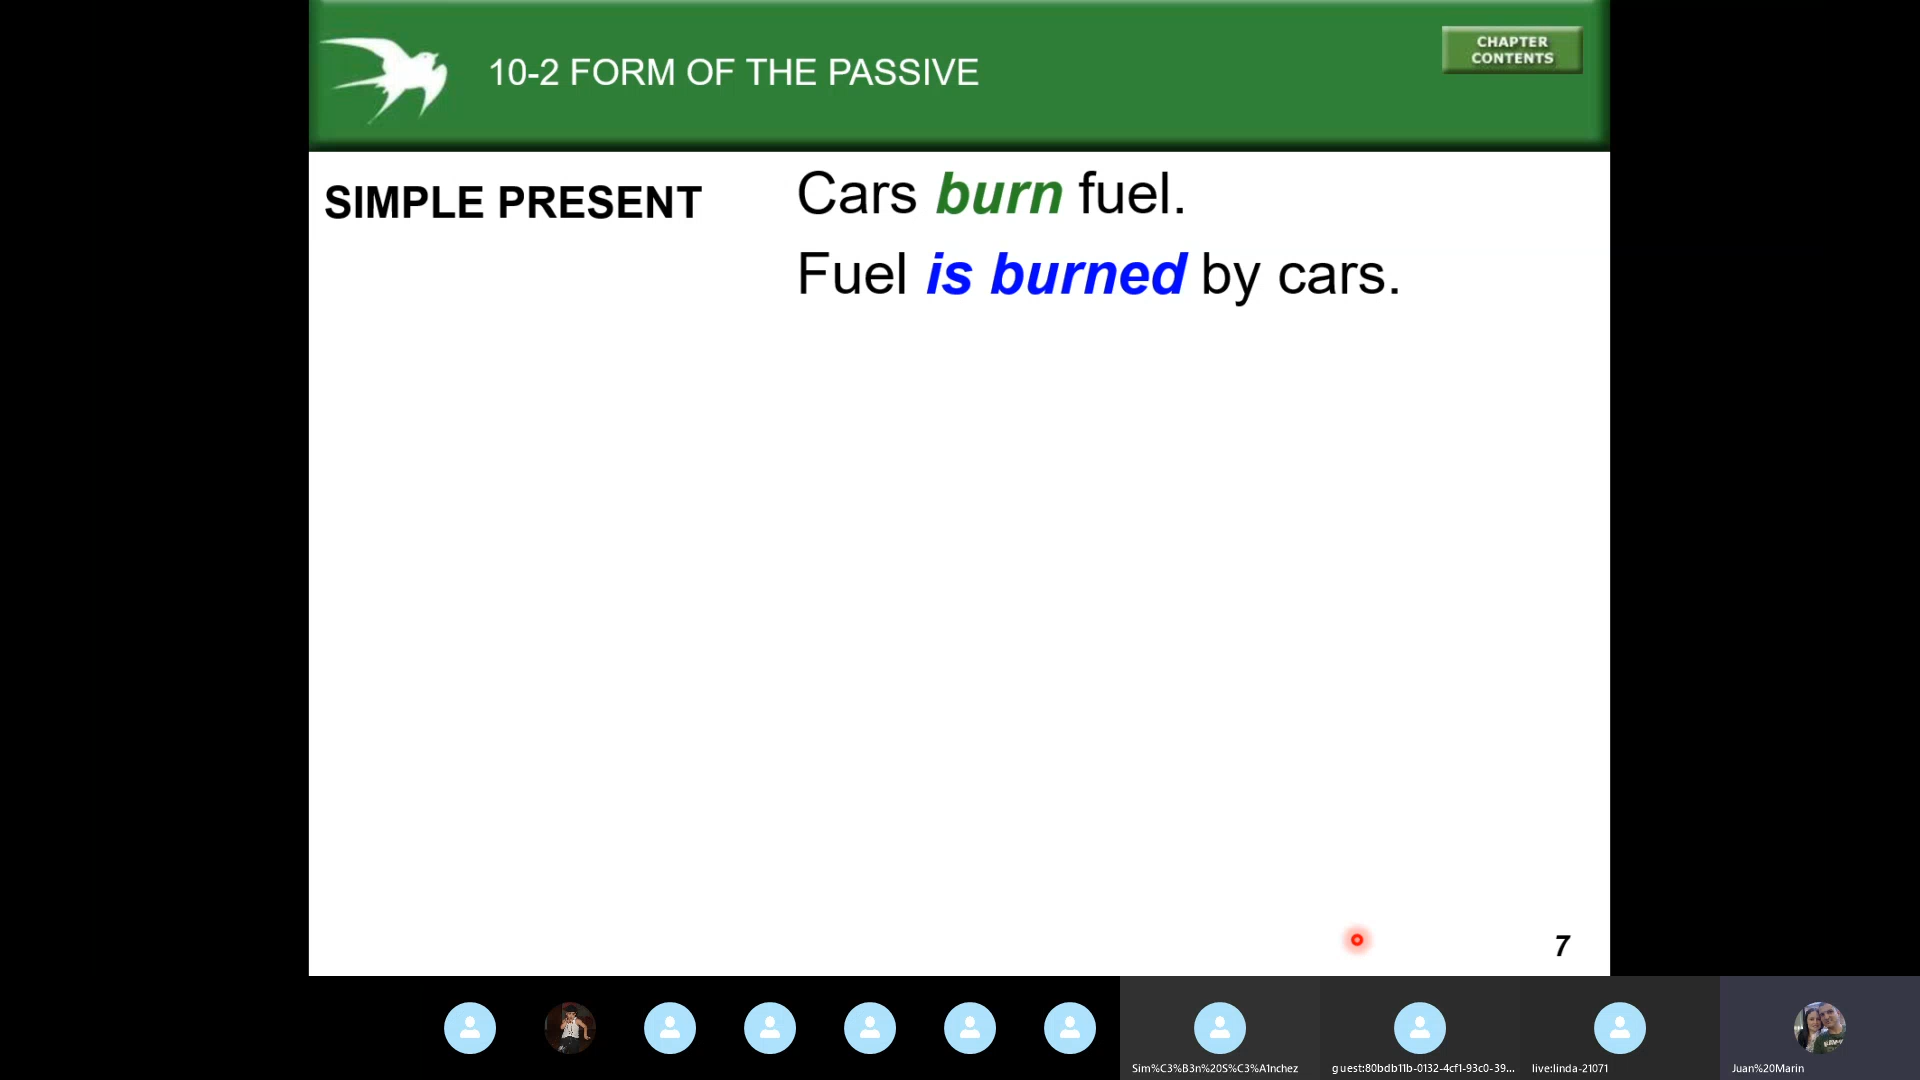 10-2 FORM OF THE PASSIVE
CHAPTER
CONTENTS
SIMPLE PRESENT
Cars burn fuel.
Fuel is burned by cars.
7
Sim%C3%B3n%20S%C3%A1nchez
guest:80bdb11b-0132-4cf1-93c0-39...
live:linda-21071
Juan%20Marin